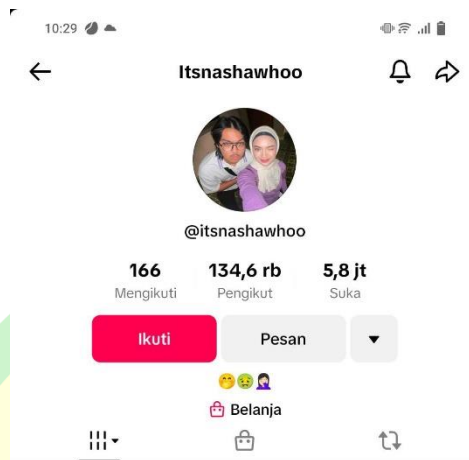 10:29
Itsnashawhoo
@itsnashawhoo
166 134,6 rb 5,8 jt
Mengikuti Pengikut Suka
Ikuti Pesan
Belanja